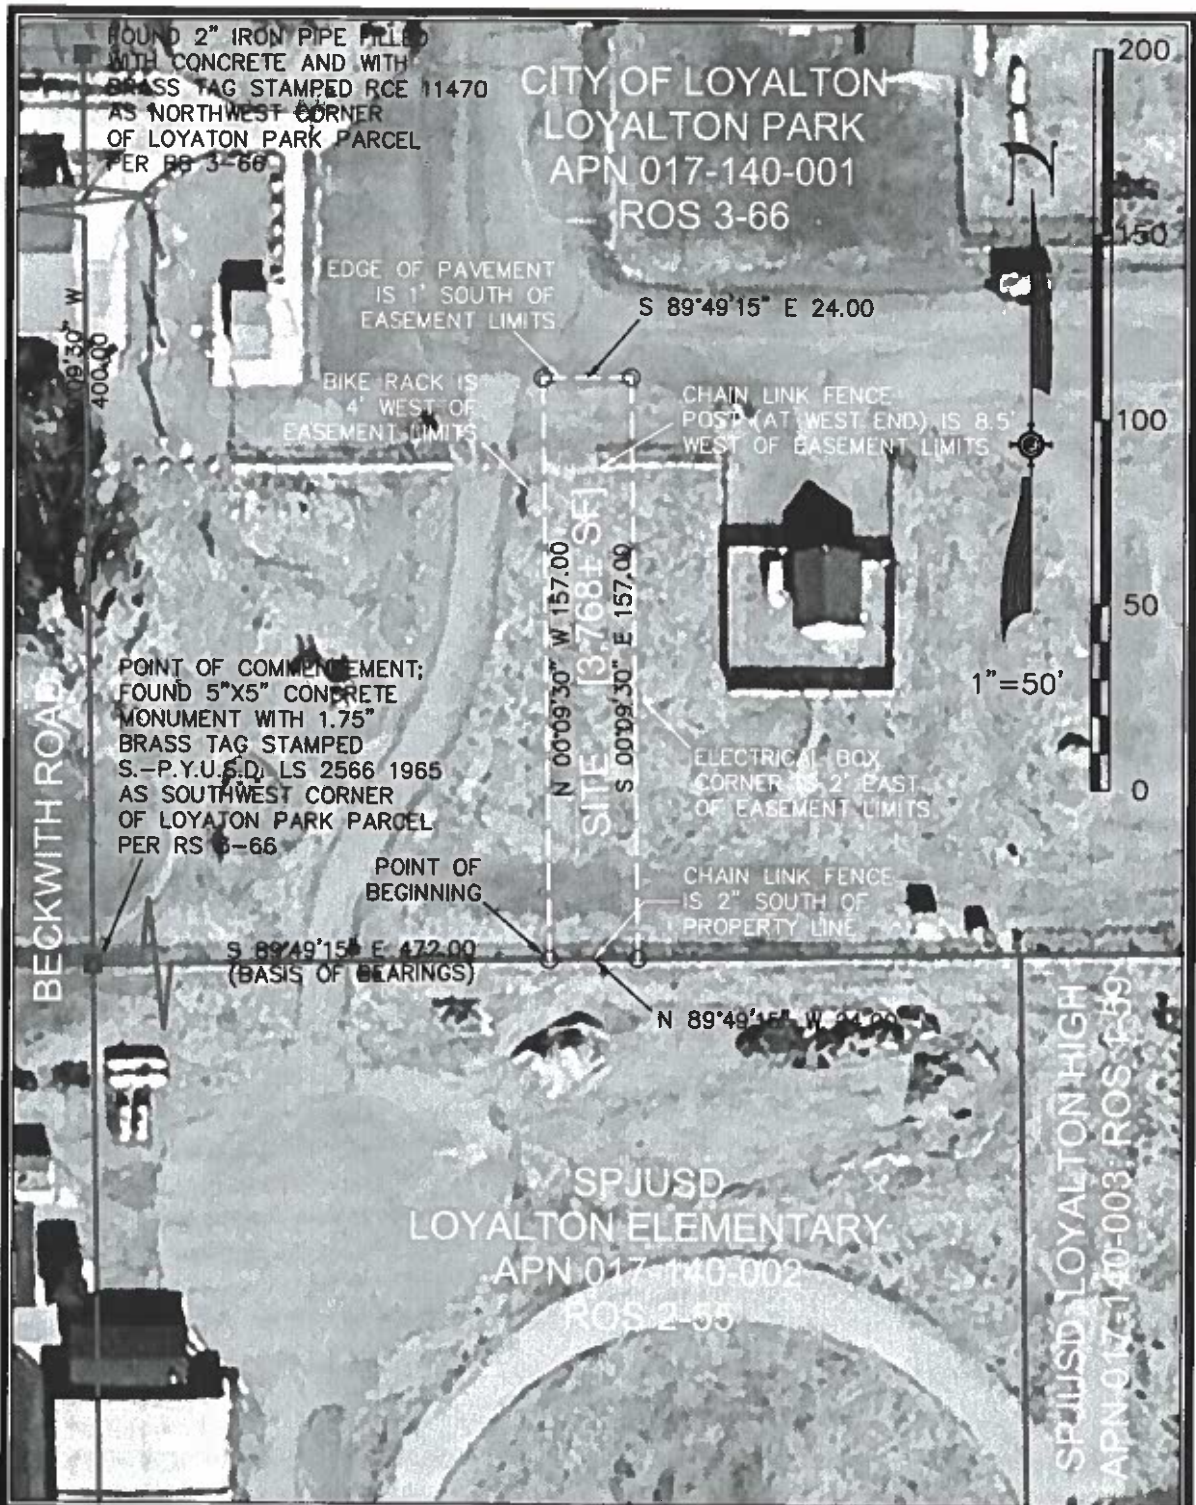 FOUND 2" IRON PIPE FILLED
WITH CONCRETE AND WITH
BRASS TAG STAMPED RCE 11470
AS NORTHWEST CORNER
OF LOYATON PARK PARCEL
PER 3-66
CITY OF LOYALTON
LOYALTON PARK
APN 017-140-001
ROS 3-66
200
150
100
50
0
1"=50'
EDGE OF PAVEMENT
IS 1' SOUTH OF
EASEMENT LIMITS
S 89°49'15" E 24.00
09'30" W
400.00
BIKE RACK IS
4' WEST OF
EASEMENT LIMITS
CHAIN LINK FENCE
POST (AT WEST END) IS 8.5'
WEST OF EASEMENT LIMITS
N 00°09'30" W 157.00
SITE [3,768± SF]
S 00°09'30" E 157.00
POINT OF COMMENCEMENT;
FOUND 5"X5" CONCRETE
MONUMENT WITH 1.75"
BRASS TAG STAMPED
S.-P.Y.U.S.D. LS 2566 1965
AS SOUTHWEST CORNER
OF LOYATON PARK PARCEL
PER RS 3-66
BECKWITH ROAD
ELECTRICAL BOX
CORNER IS 2' EAST
OF EASEMENT LIMITS
POINT OF
BEGINNING
CHAIN LINK FENCE
IS 2" SOUTH OF
PROPERTY LINE
S 89°49'15" E 472.00
(BASIS OF BEARINGS)
N 89°49'15" W 24.00
SPJUSD
LOYALTON ELEMENTARY
APN 017-140-002
ROS 2-55
SPJUSD LOYALTON HIGH
APN 017-140-003, ROS 1-59